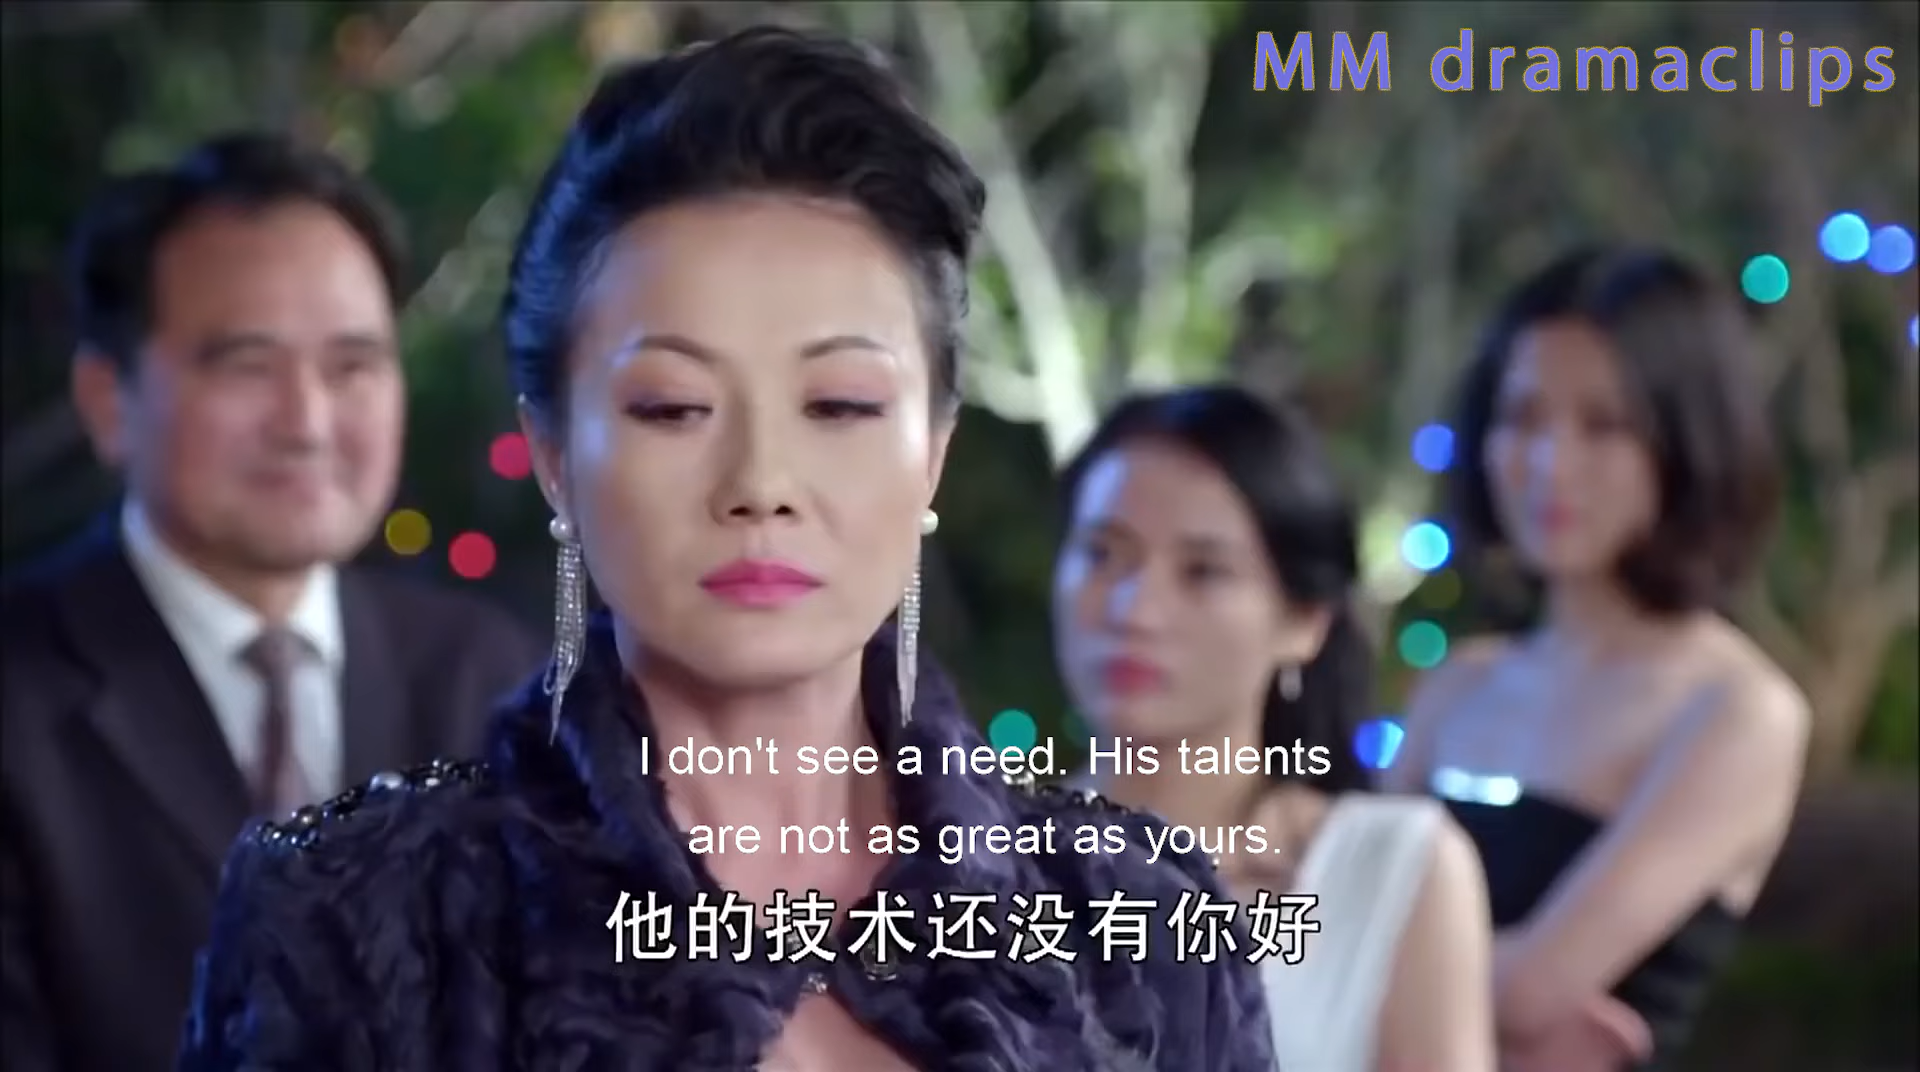 MM dramaclips
I don't see a need. His talents
are not as great as yours.
他的技术还没有你好